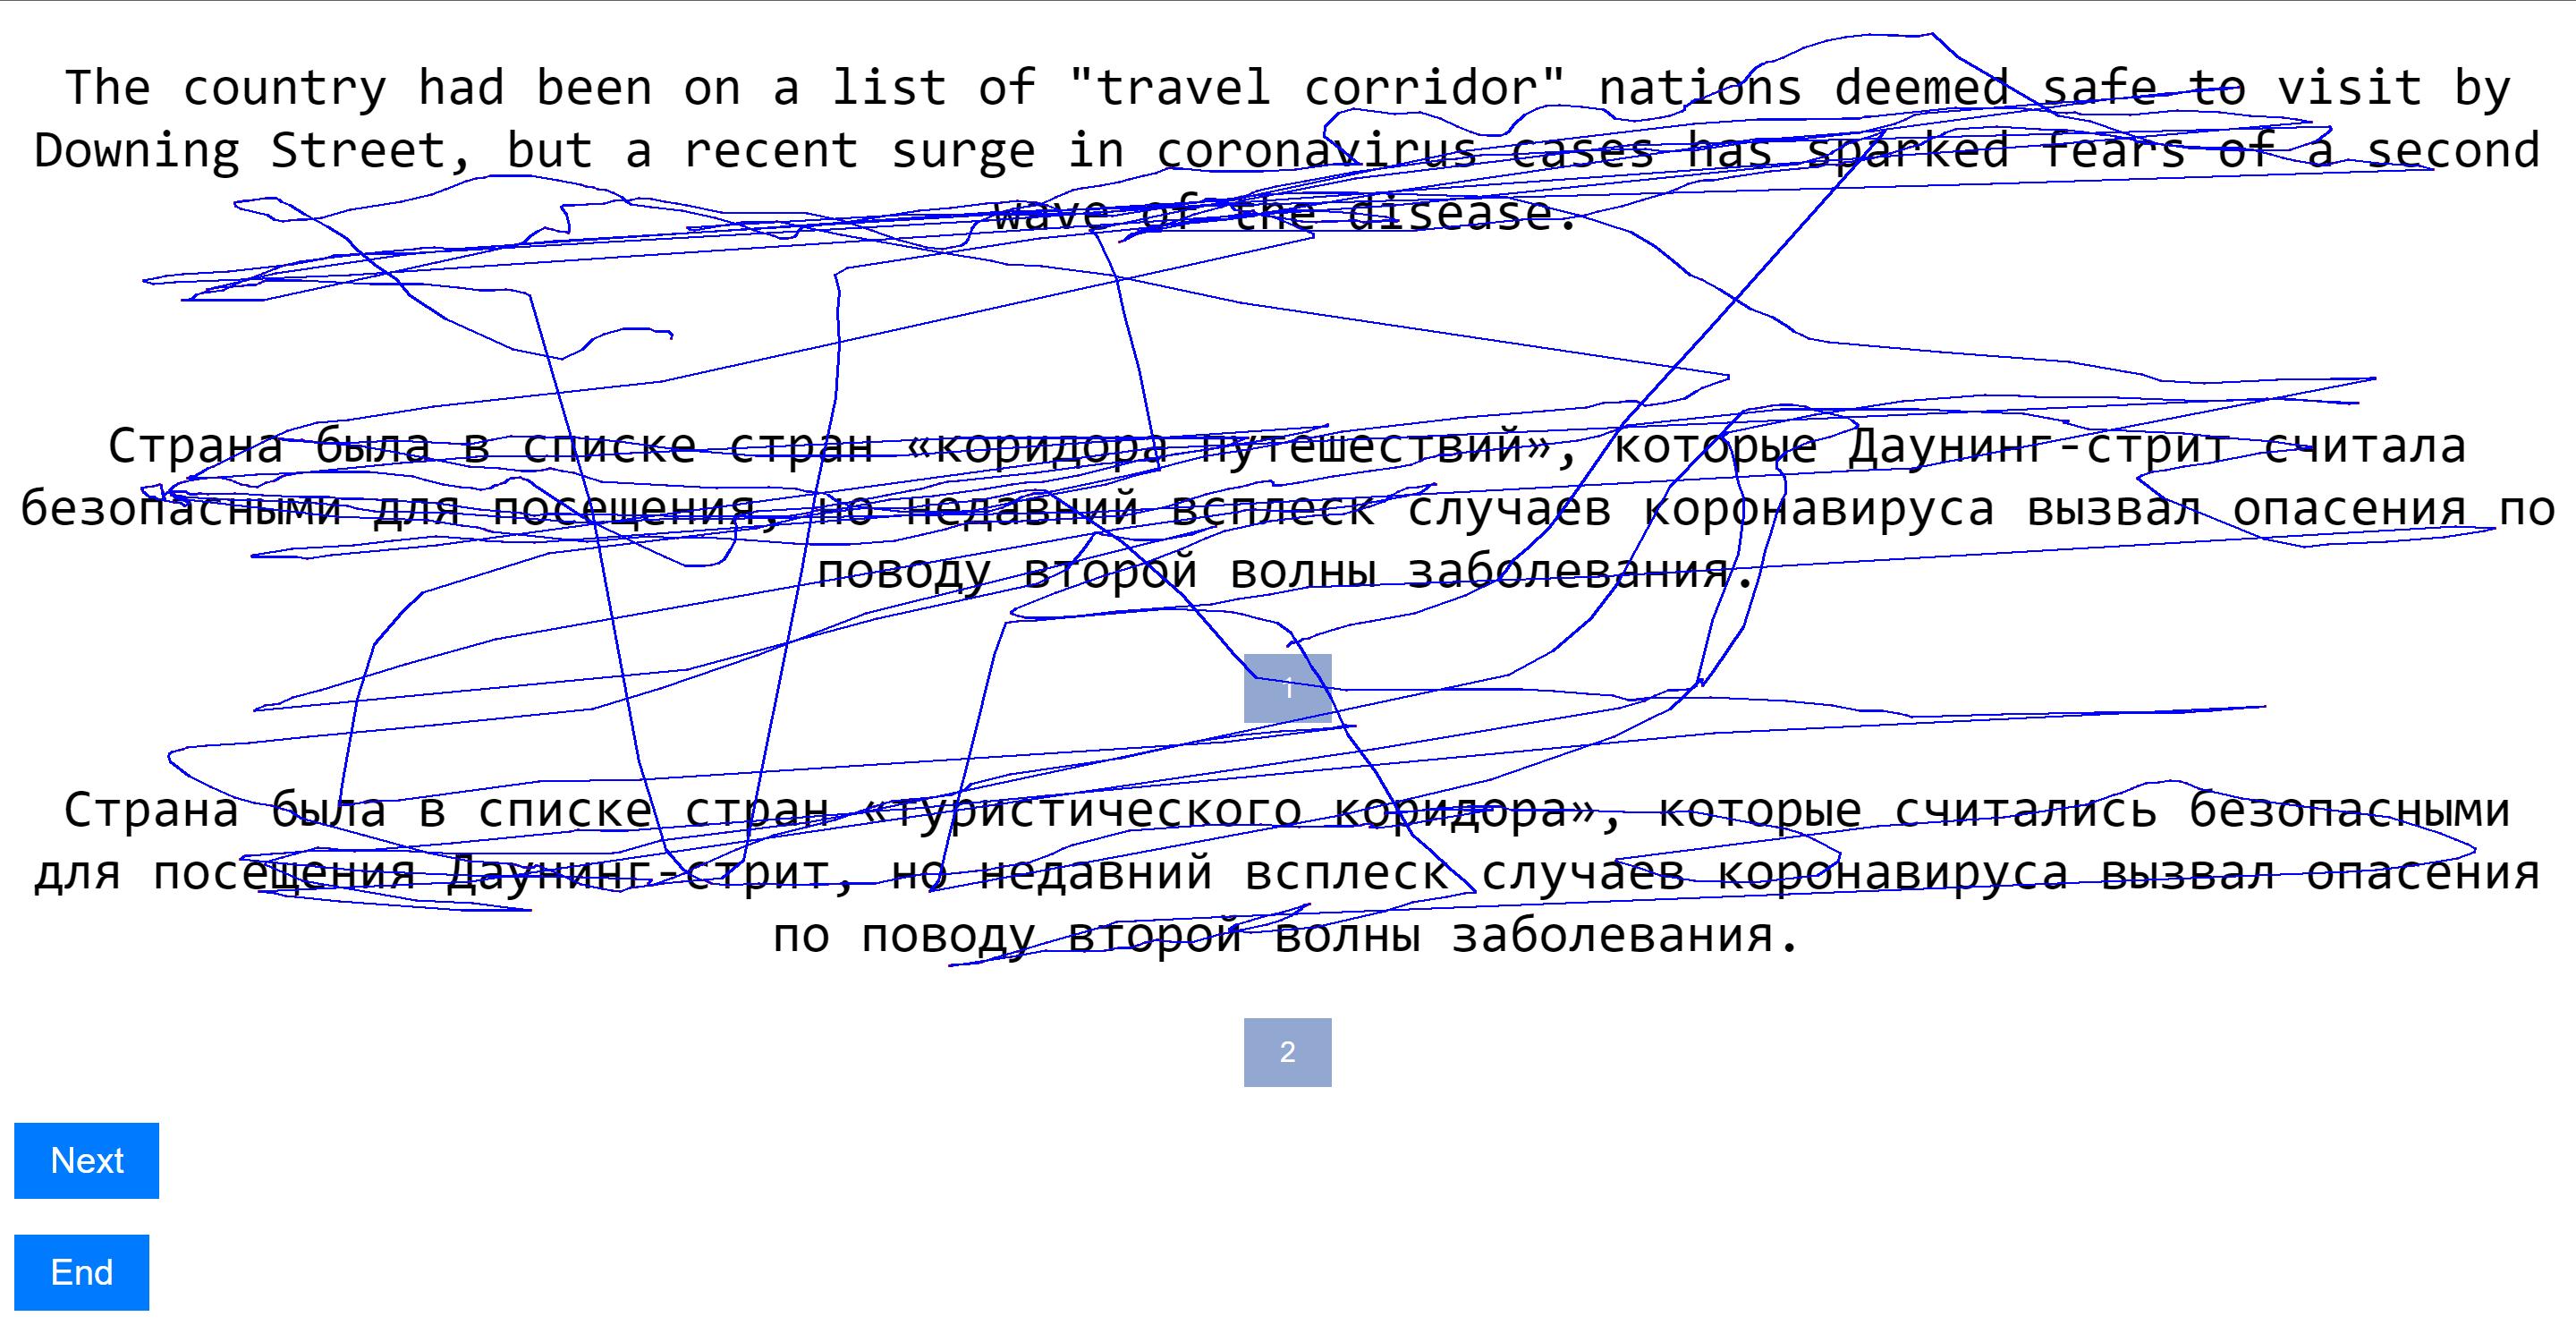 The country had been on a list of "travel corridor" nations deemed safe to visit by
Downing Street, but a recent surge in coronavirus cases has sparked fears of a second
wave of the disease.
Страна была в списке стран «коридора путешествий», которые Даунинг-стрит считала
безопасными для посещения, но недавний всплеск случаев коронавируса вызвал опасения по
поводу второй волны заболевания.
1
Страна была в списке стран «туристического коридора», которые считались безопасными
для посещения Даунинг-стрит, но недавний всплеск случаев коронавируса вызвал опасения
по поводу второй волны заболевания.
2
Next
End